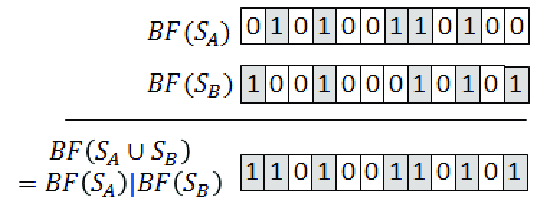 BF(S_A) 0 1 0 1 0 0 1 1 0 1 0 0
BF(S_B) 1 0 0 1 0 0 0 1 0 1 0 1
BF(S_A ∪ S_B)
= BF(S_A)|BF(S_B) 1 1 0 1 0 0 1 1 0 1 0 1